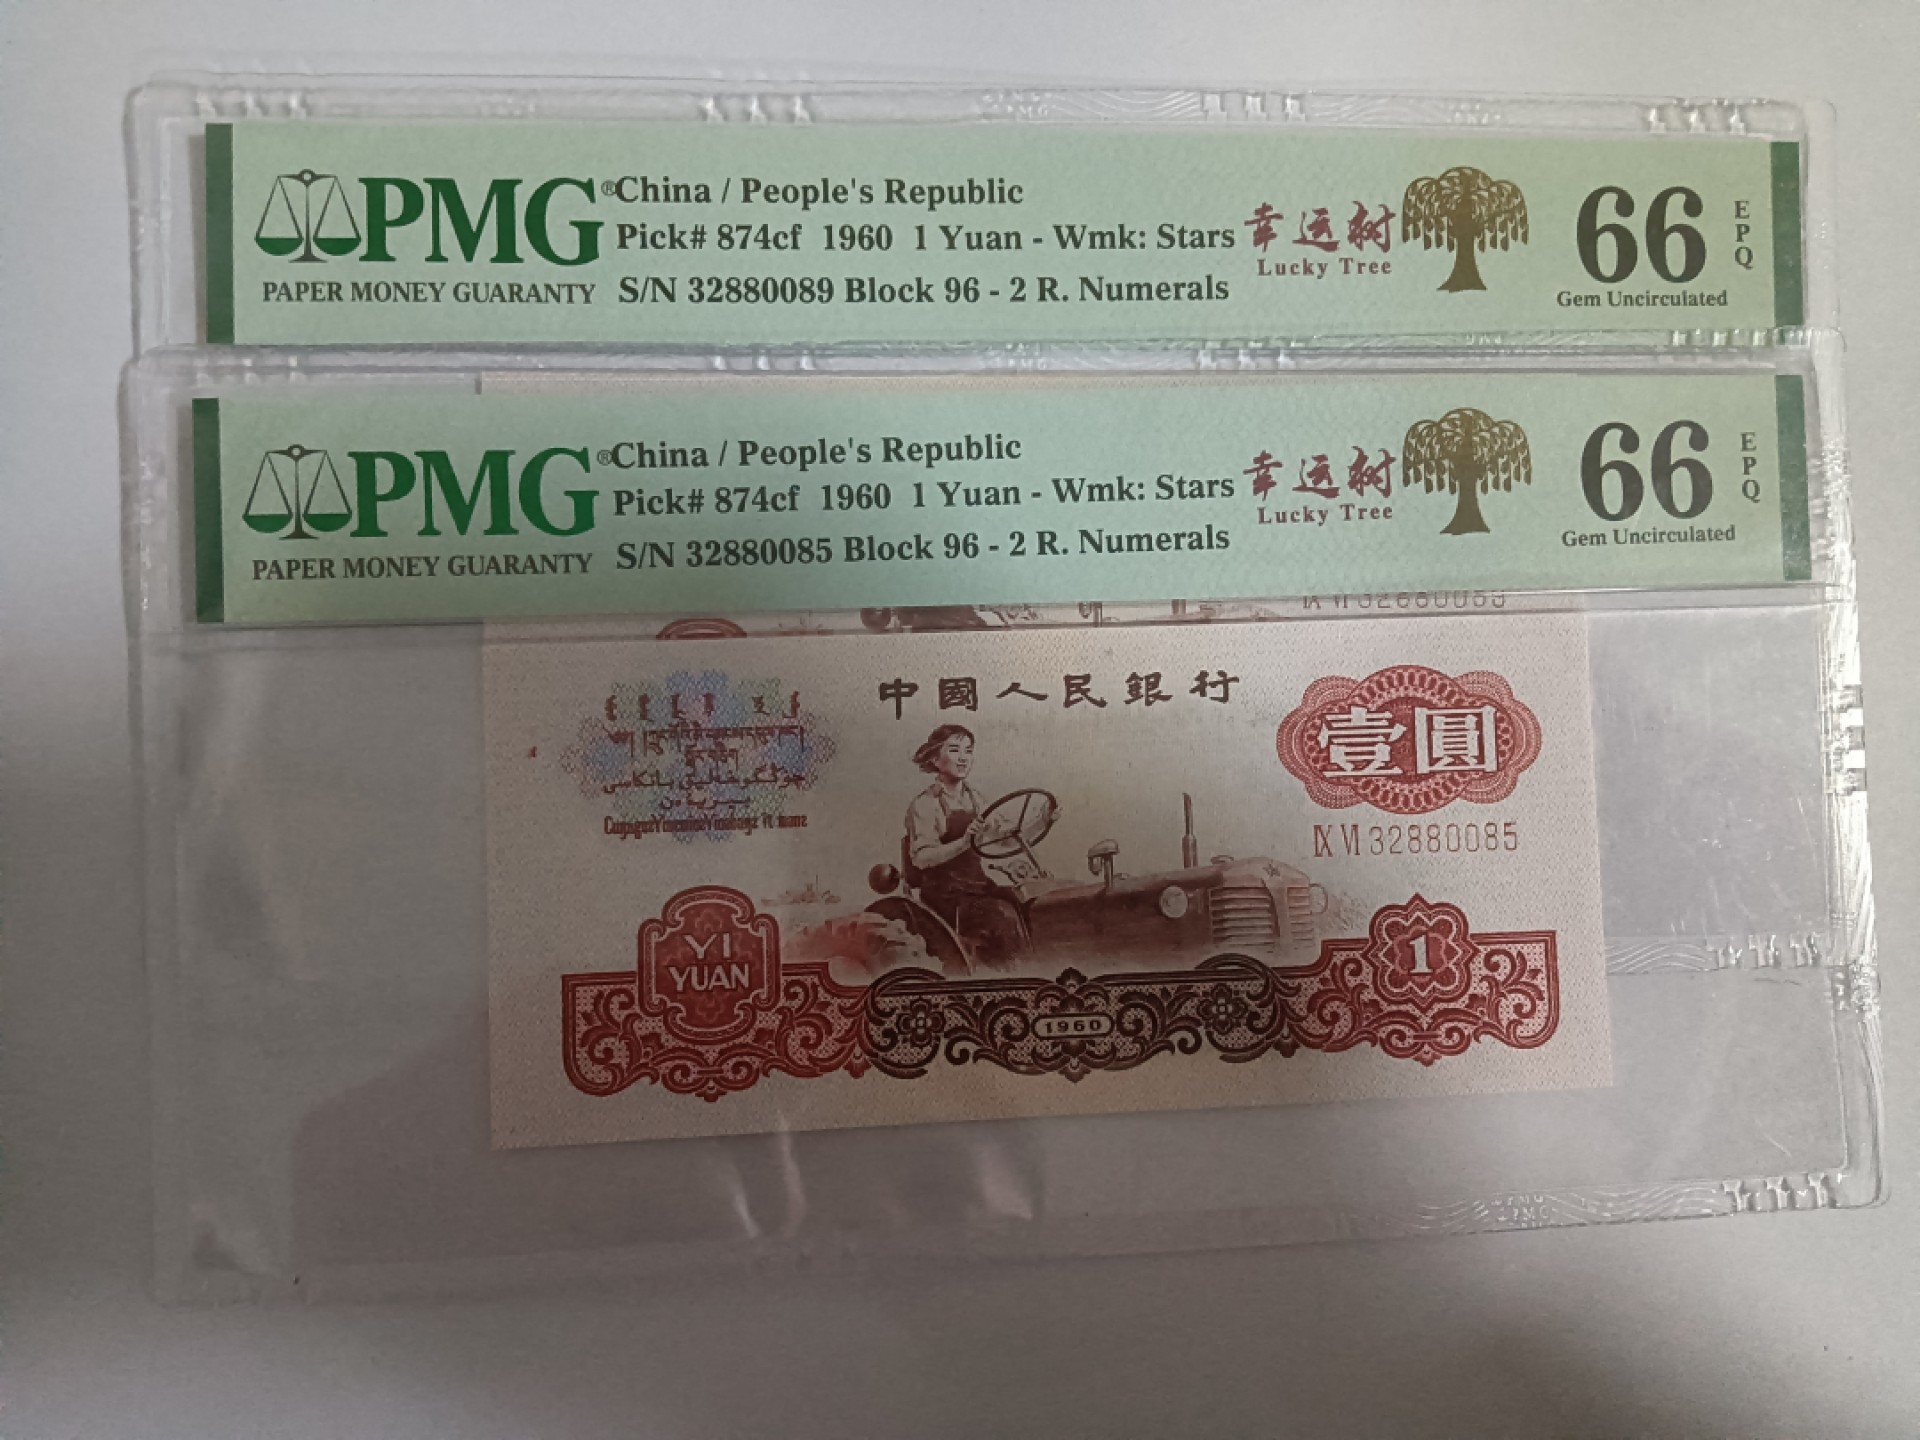 PMG®
PAPER MONEY GUARANTY
China / People's Republic
Pick# 874cf 1960 1 Yuan - Wmk: Stars
S/N 32880089 Block 96 - 2 R. Numerals
幸运树
Lucky Tree
66
EPQ
Gem Uncirculated
PMG®
PAPER MONEY GUARANTY
China / People's Republic
Pick# 874cf 1960 1 Yuan - Wmk: Stars
S/N 32880085 Block 96 - 2 R. Numerals
幸运树
Lucky Tree
66
EPQ
Gem Uncirculated
中國人民銀行
壹圓
IX VI 32880085
YI
YUAN
1960
1